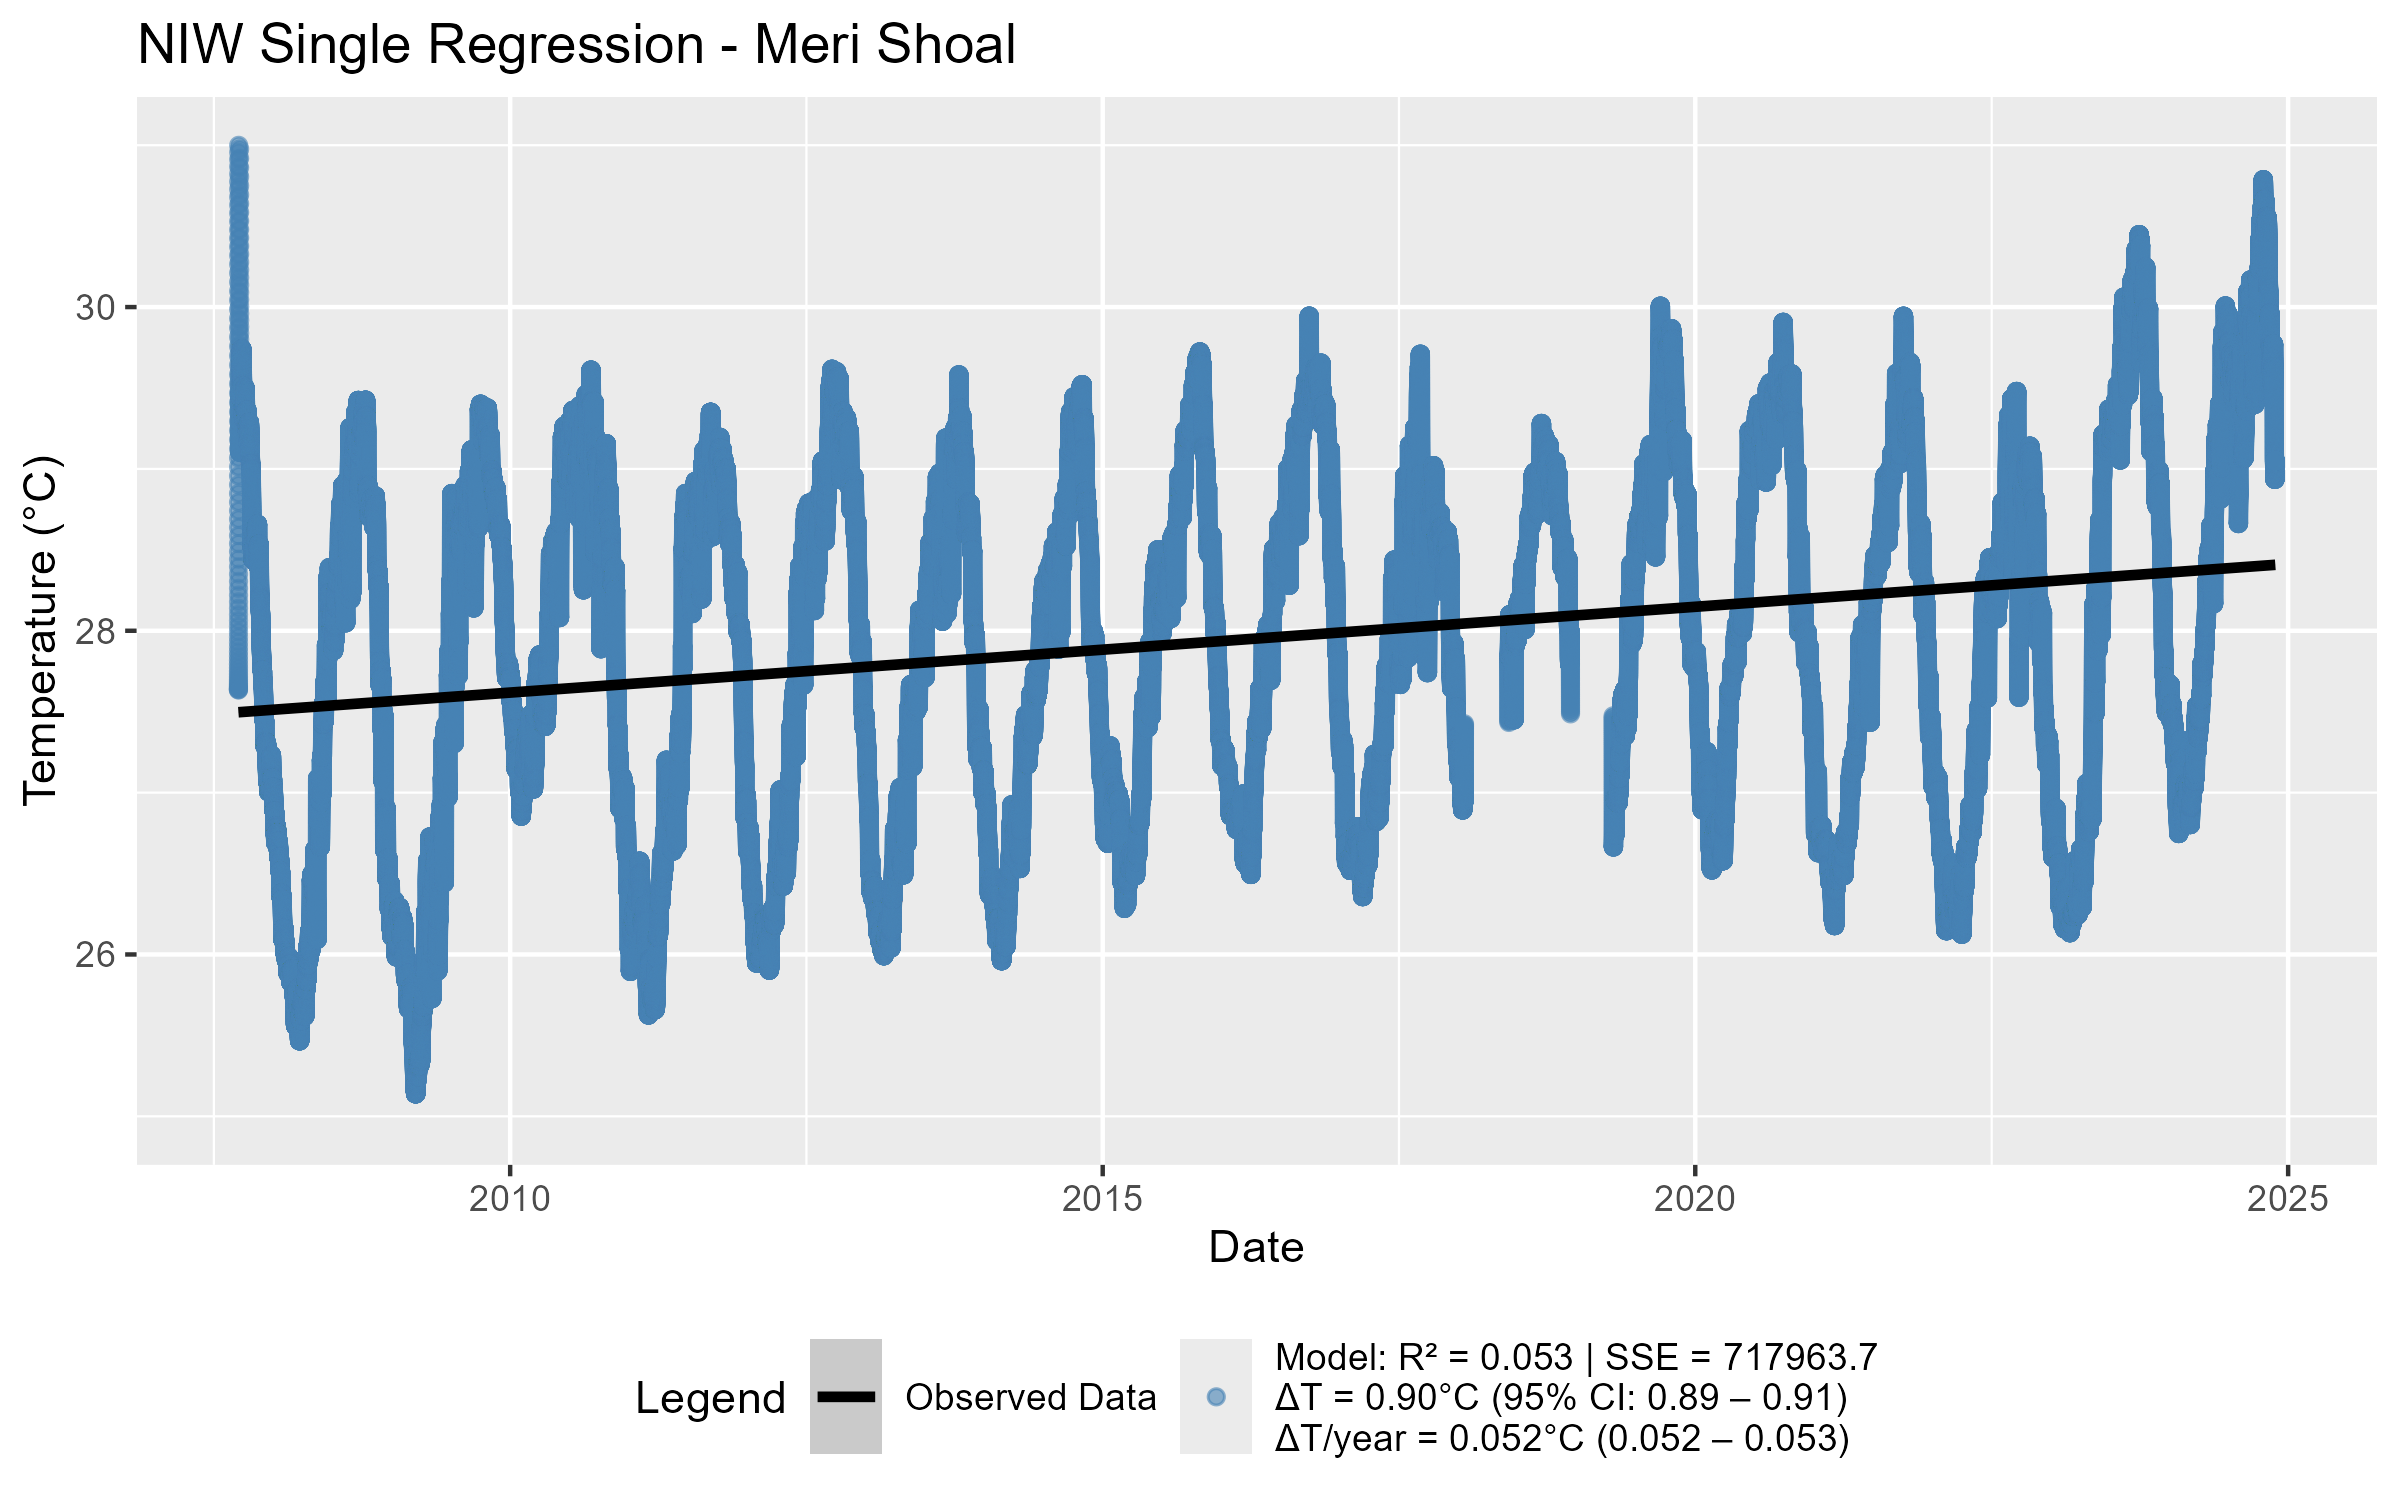 NIW Single Regression - Meri Shoal
Temperature (°C)
30
28
26
2010
2015
2020
2025
Date
Legend
Observed Data
Model: R² = 0.053 | SSE = 717963.7
ΔT = 0.90°C (95% CI: 0.89 – 0.91)
ΔT/year = 0.052°C (0.052 – 0.053)